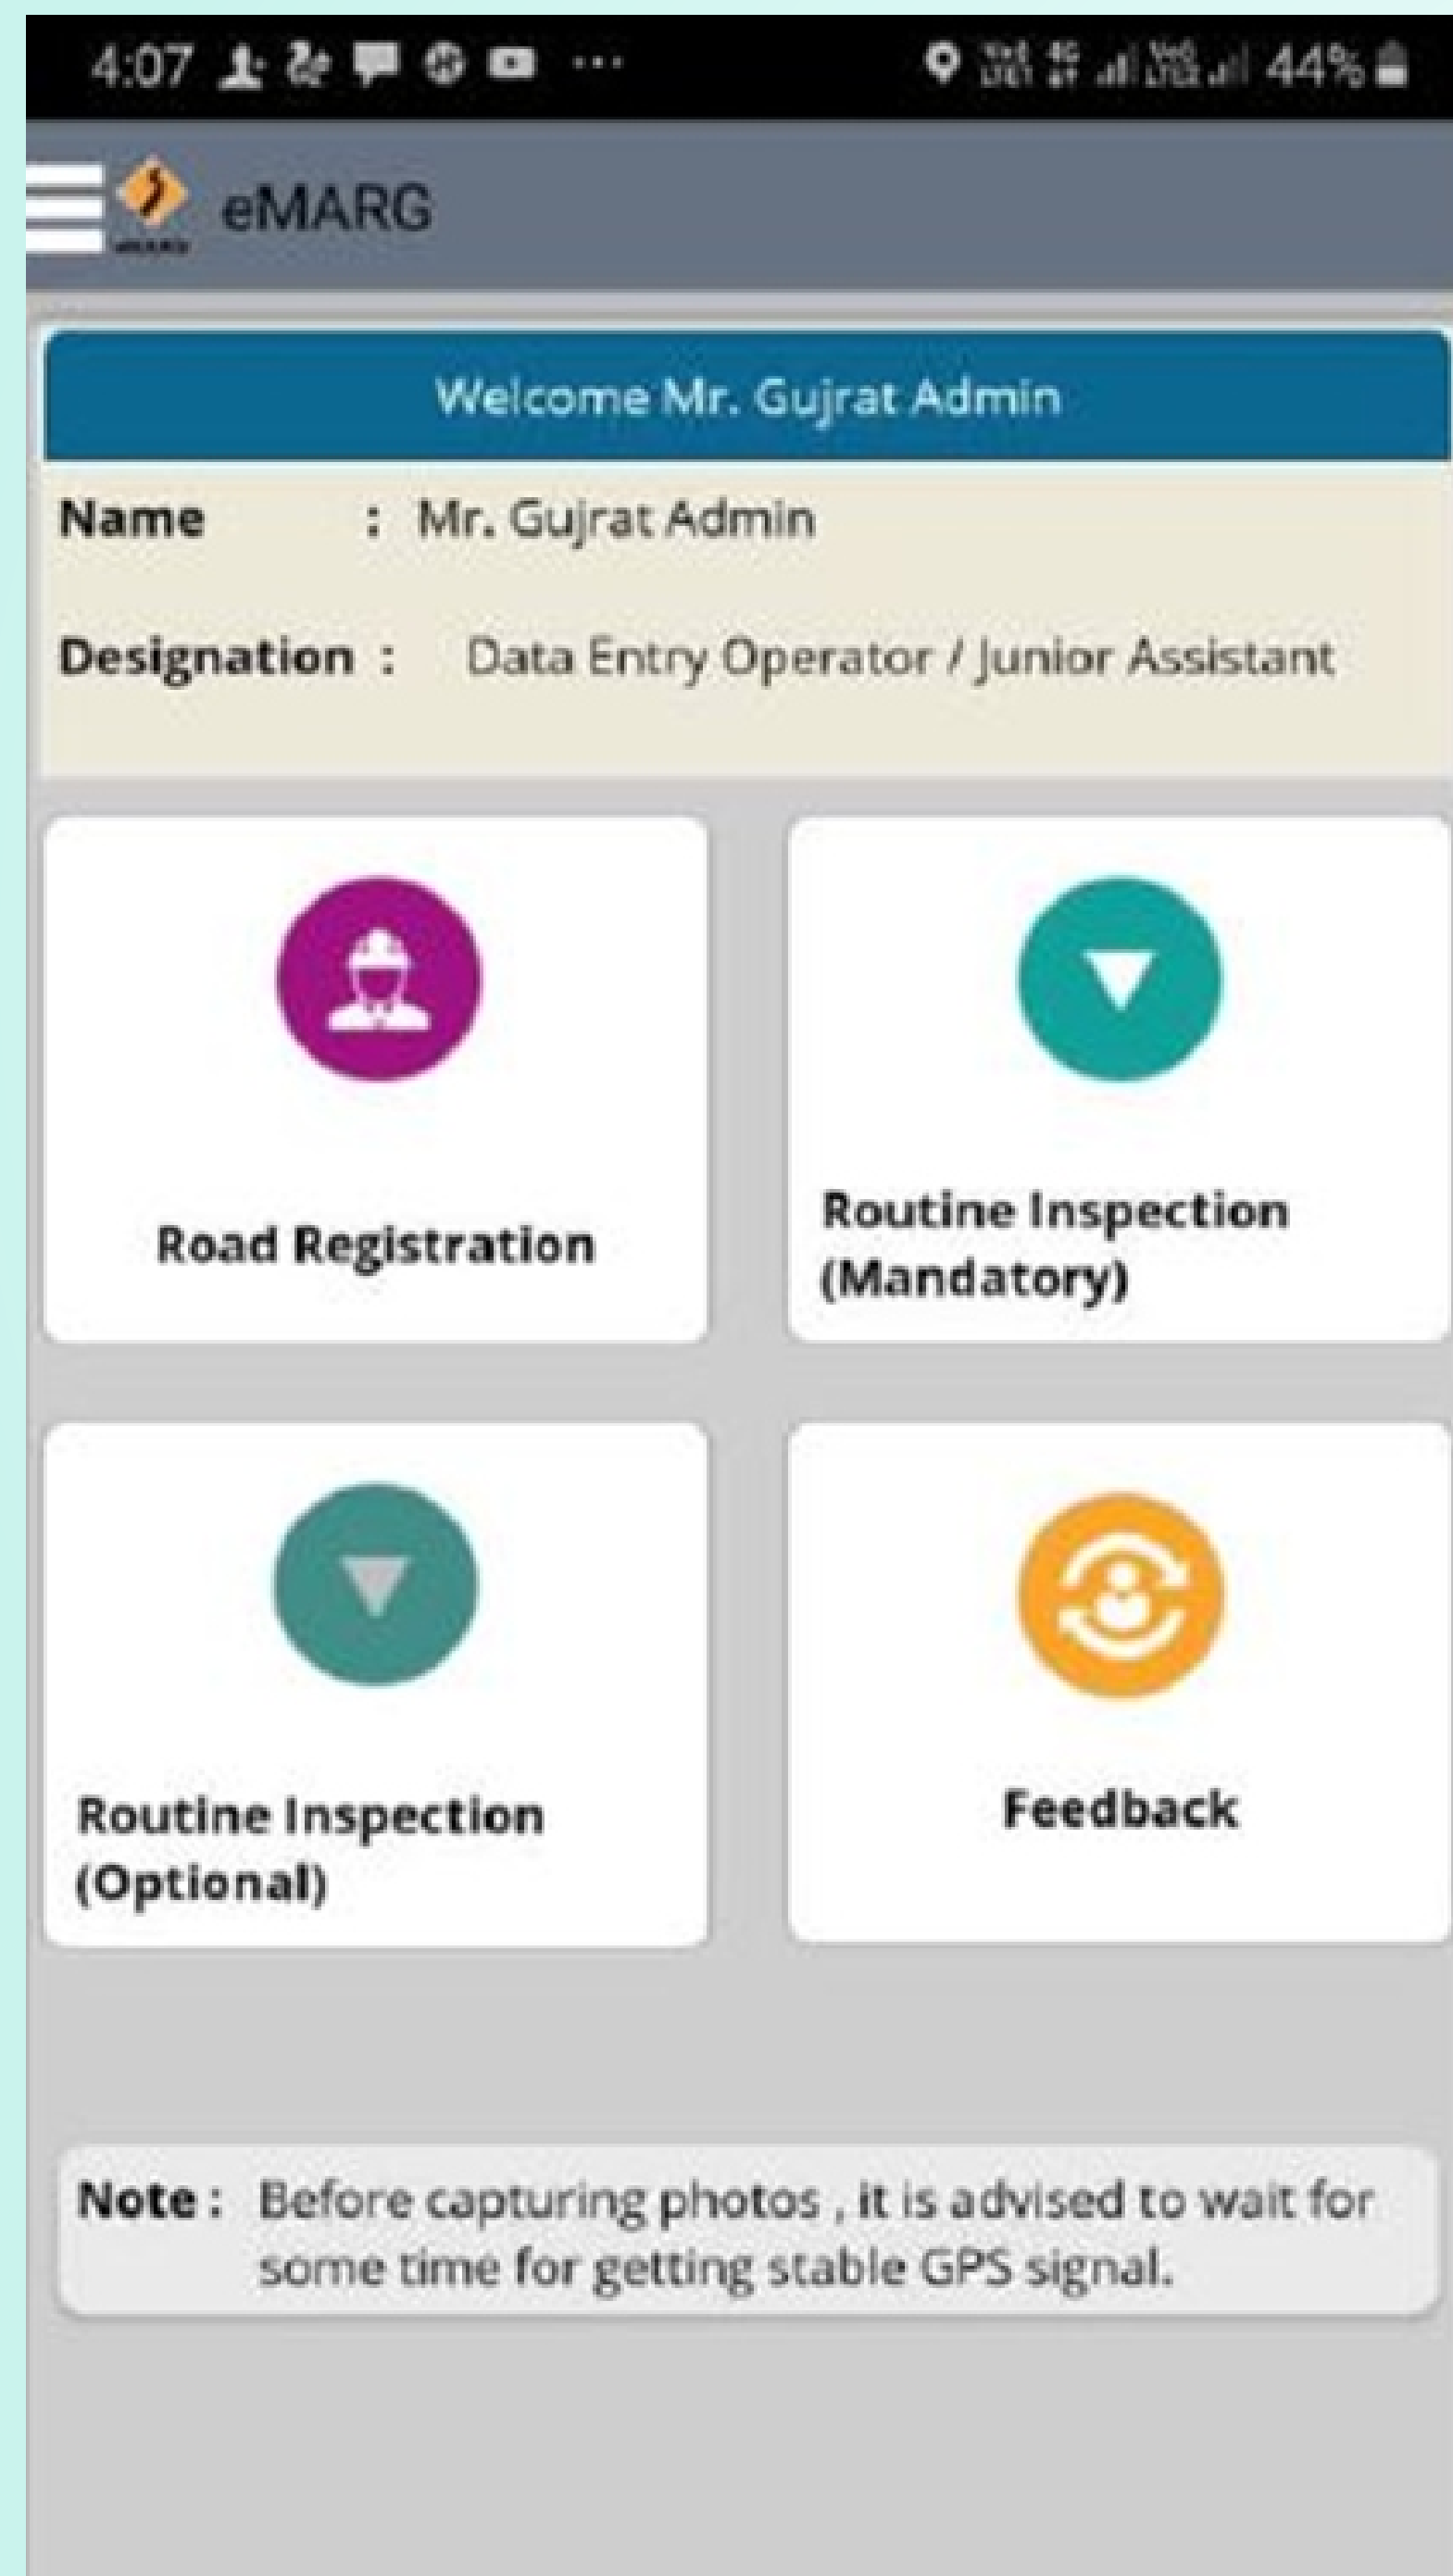 4:07
44%
eMARG
Welcome Mr. Gujrat Admin
Name : Mr. Gujrat Admin
Designation : Data Entry Operator / Junior Assistant
Road Registration
Routine Inspection
(Mandatory)
Routine Inspection
(Optional)
Feedback
Note : Before capturing photos , it is advised to wait for
some time for getting stable GPS signal.